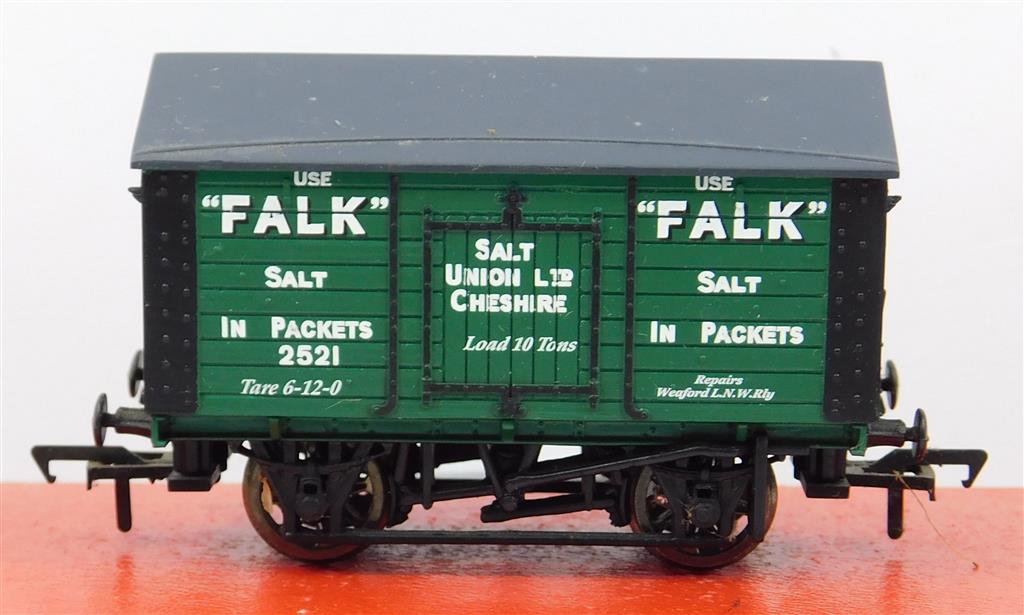 USE
"FALK"
SALT
IN PACKETS
2521
Tare 6-12-0
SALT
UNION LTD
CHESHIRE
Load 10 Tons
USE
"FALK"
SALT
IN PACKETS
Repairs
Weaford L.N.W.Rly